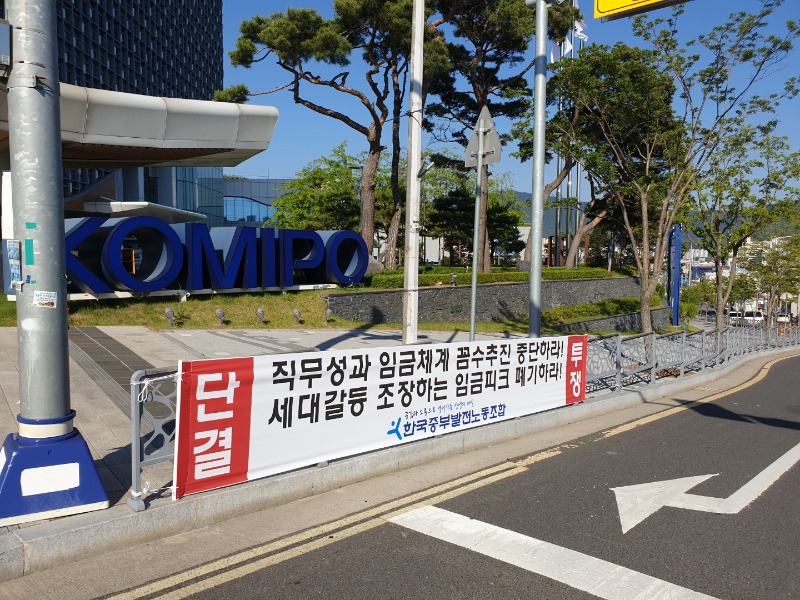 KOMIPO
단결
직무성과 임금체계 꼼수추진 중단하라!
세대갈등 조장하는 임금피크 폐기하라!
한국중부발전노동조합
투쟁